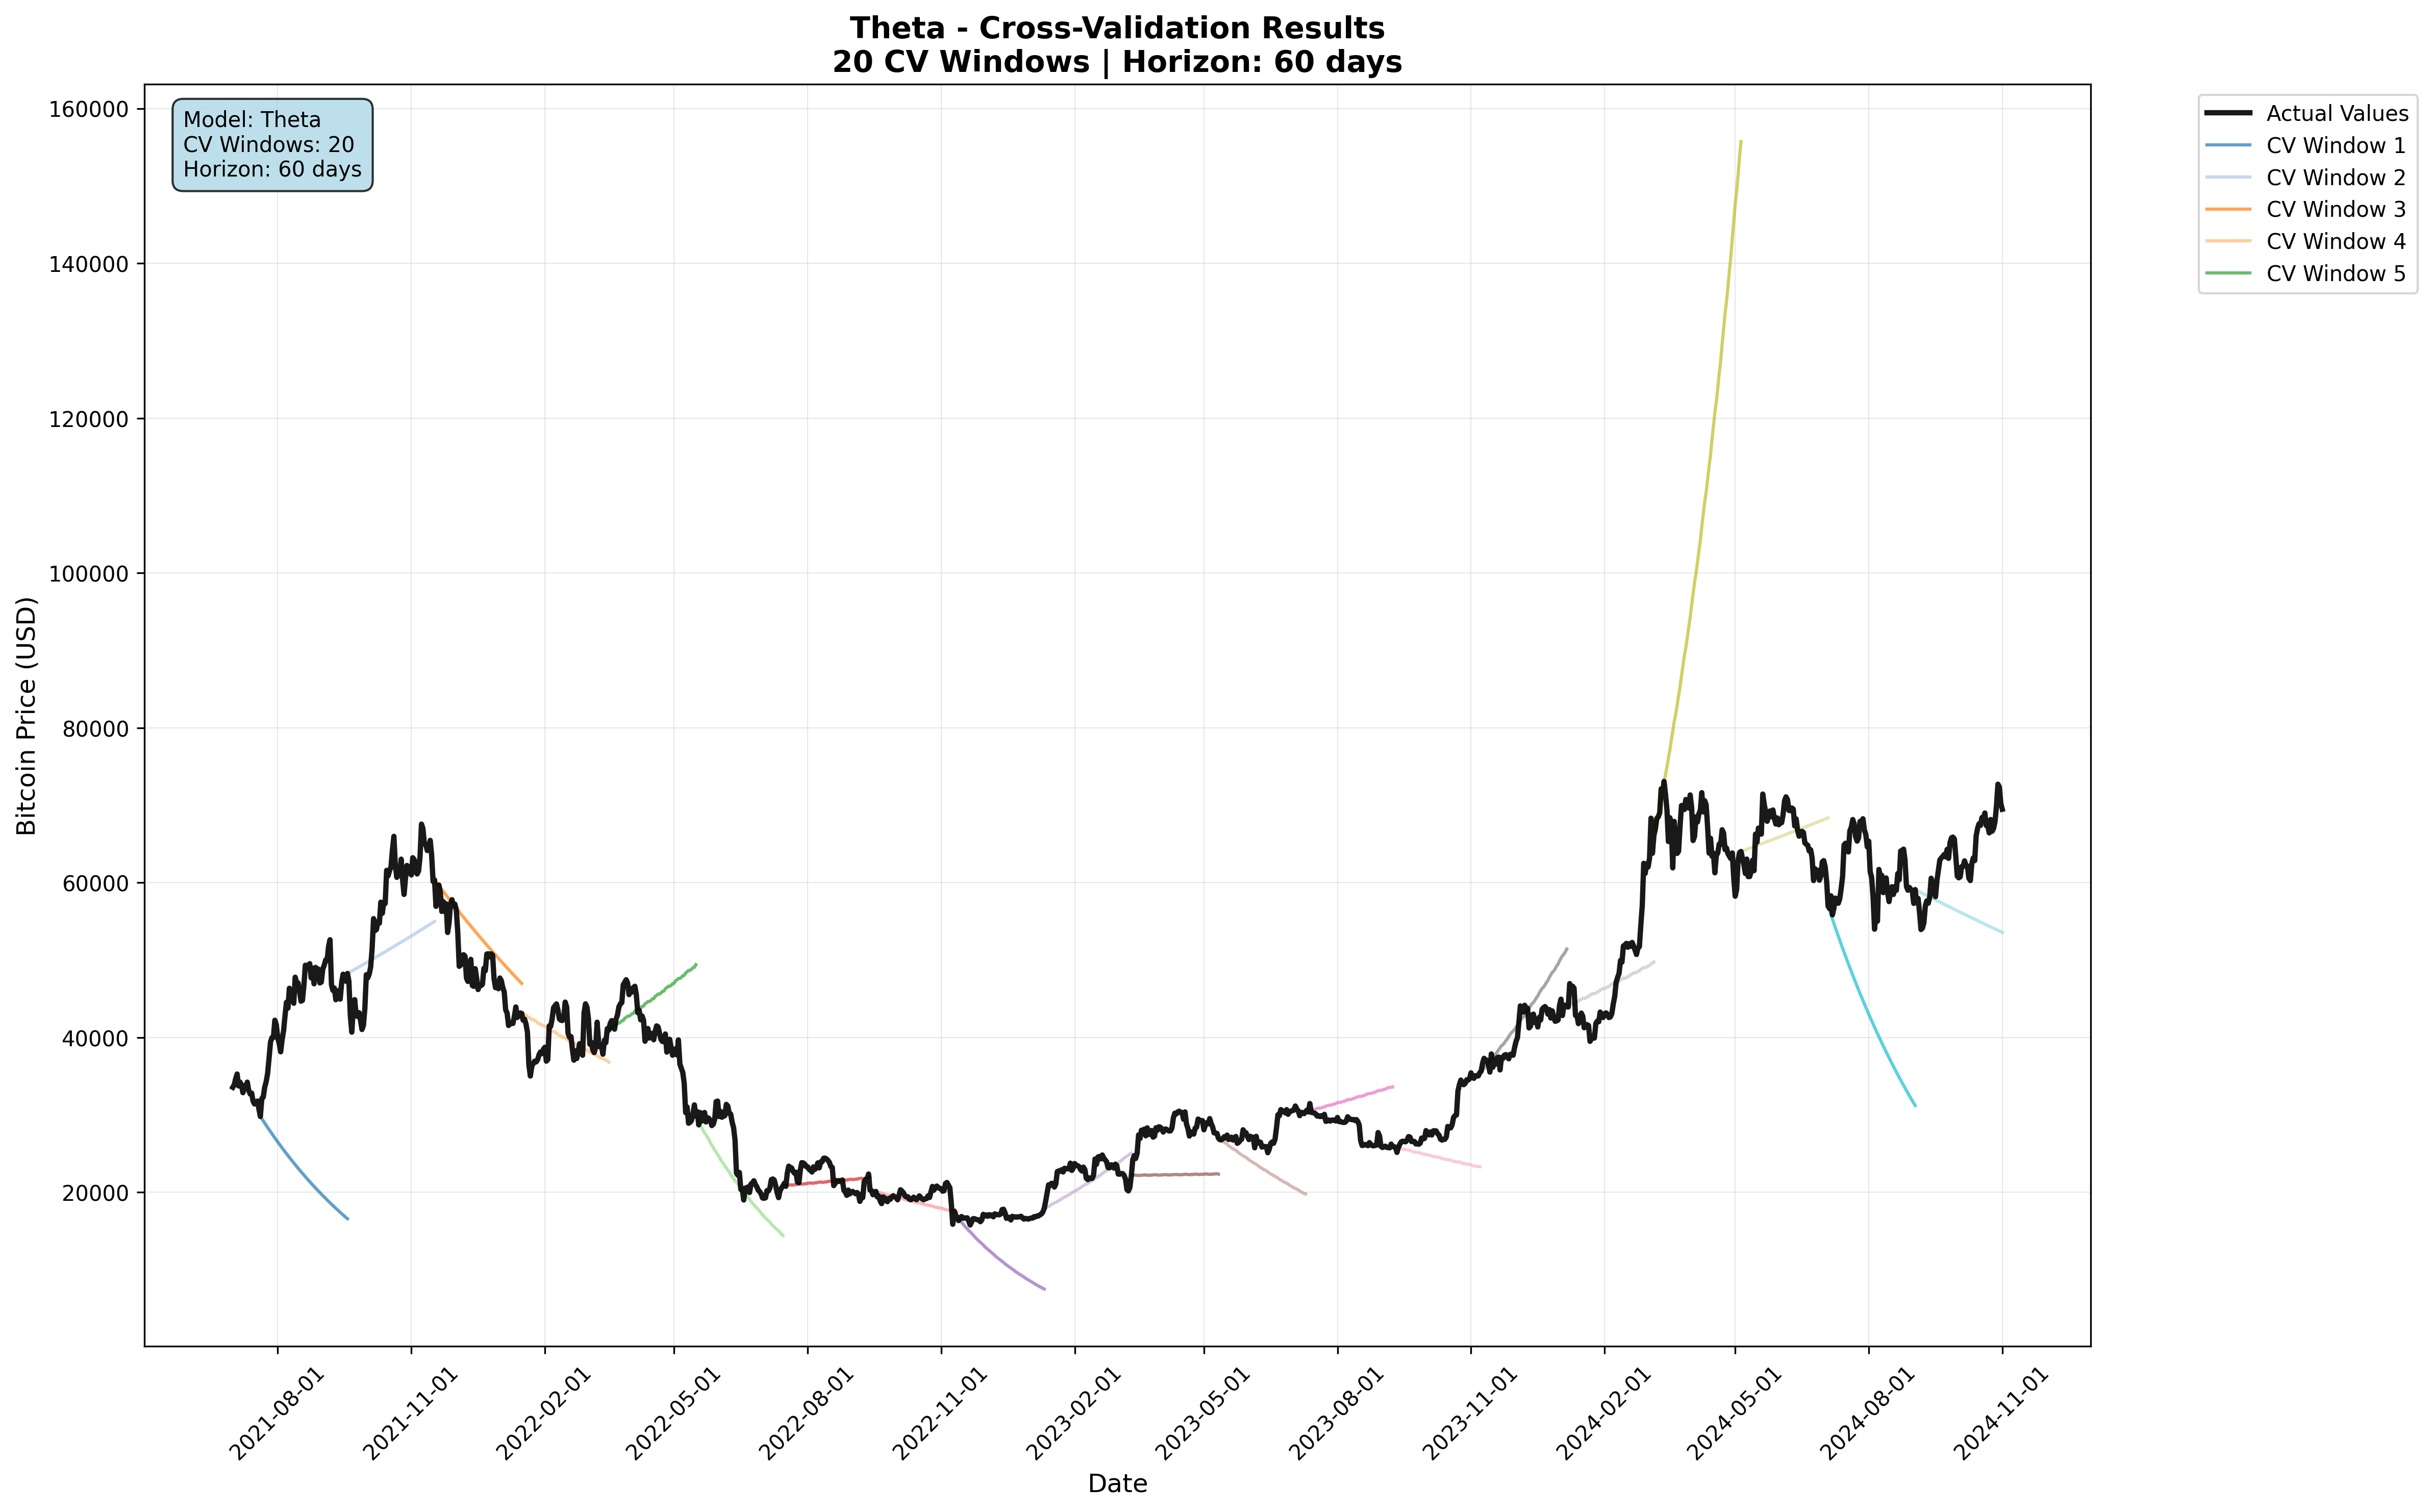 Theta - Cross-Validation Results
20 CV Windows | Horizon: 60 days
Model: Theta
CV Windows: 20
Horizon: 60 days
Actual Values
CV Window 1
CV Window 2
CV Window 3
CV Window 4
CV Window 5
Bitcoin Price (USD)
160000
140000
120000
100000
80000
60000
40000
20000
2021-08-01
2021-11-01
2022-02-01
2022-05-01
2022-08-01
2022-11-01
2023-02-01
2023-05-01
2023-08-01
2023-11-01
2024-02-01
2024-05-01
2024-08-01
2024-11-01
Date